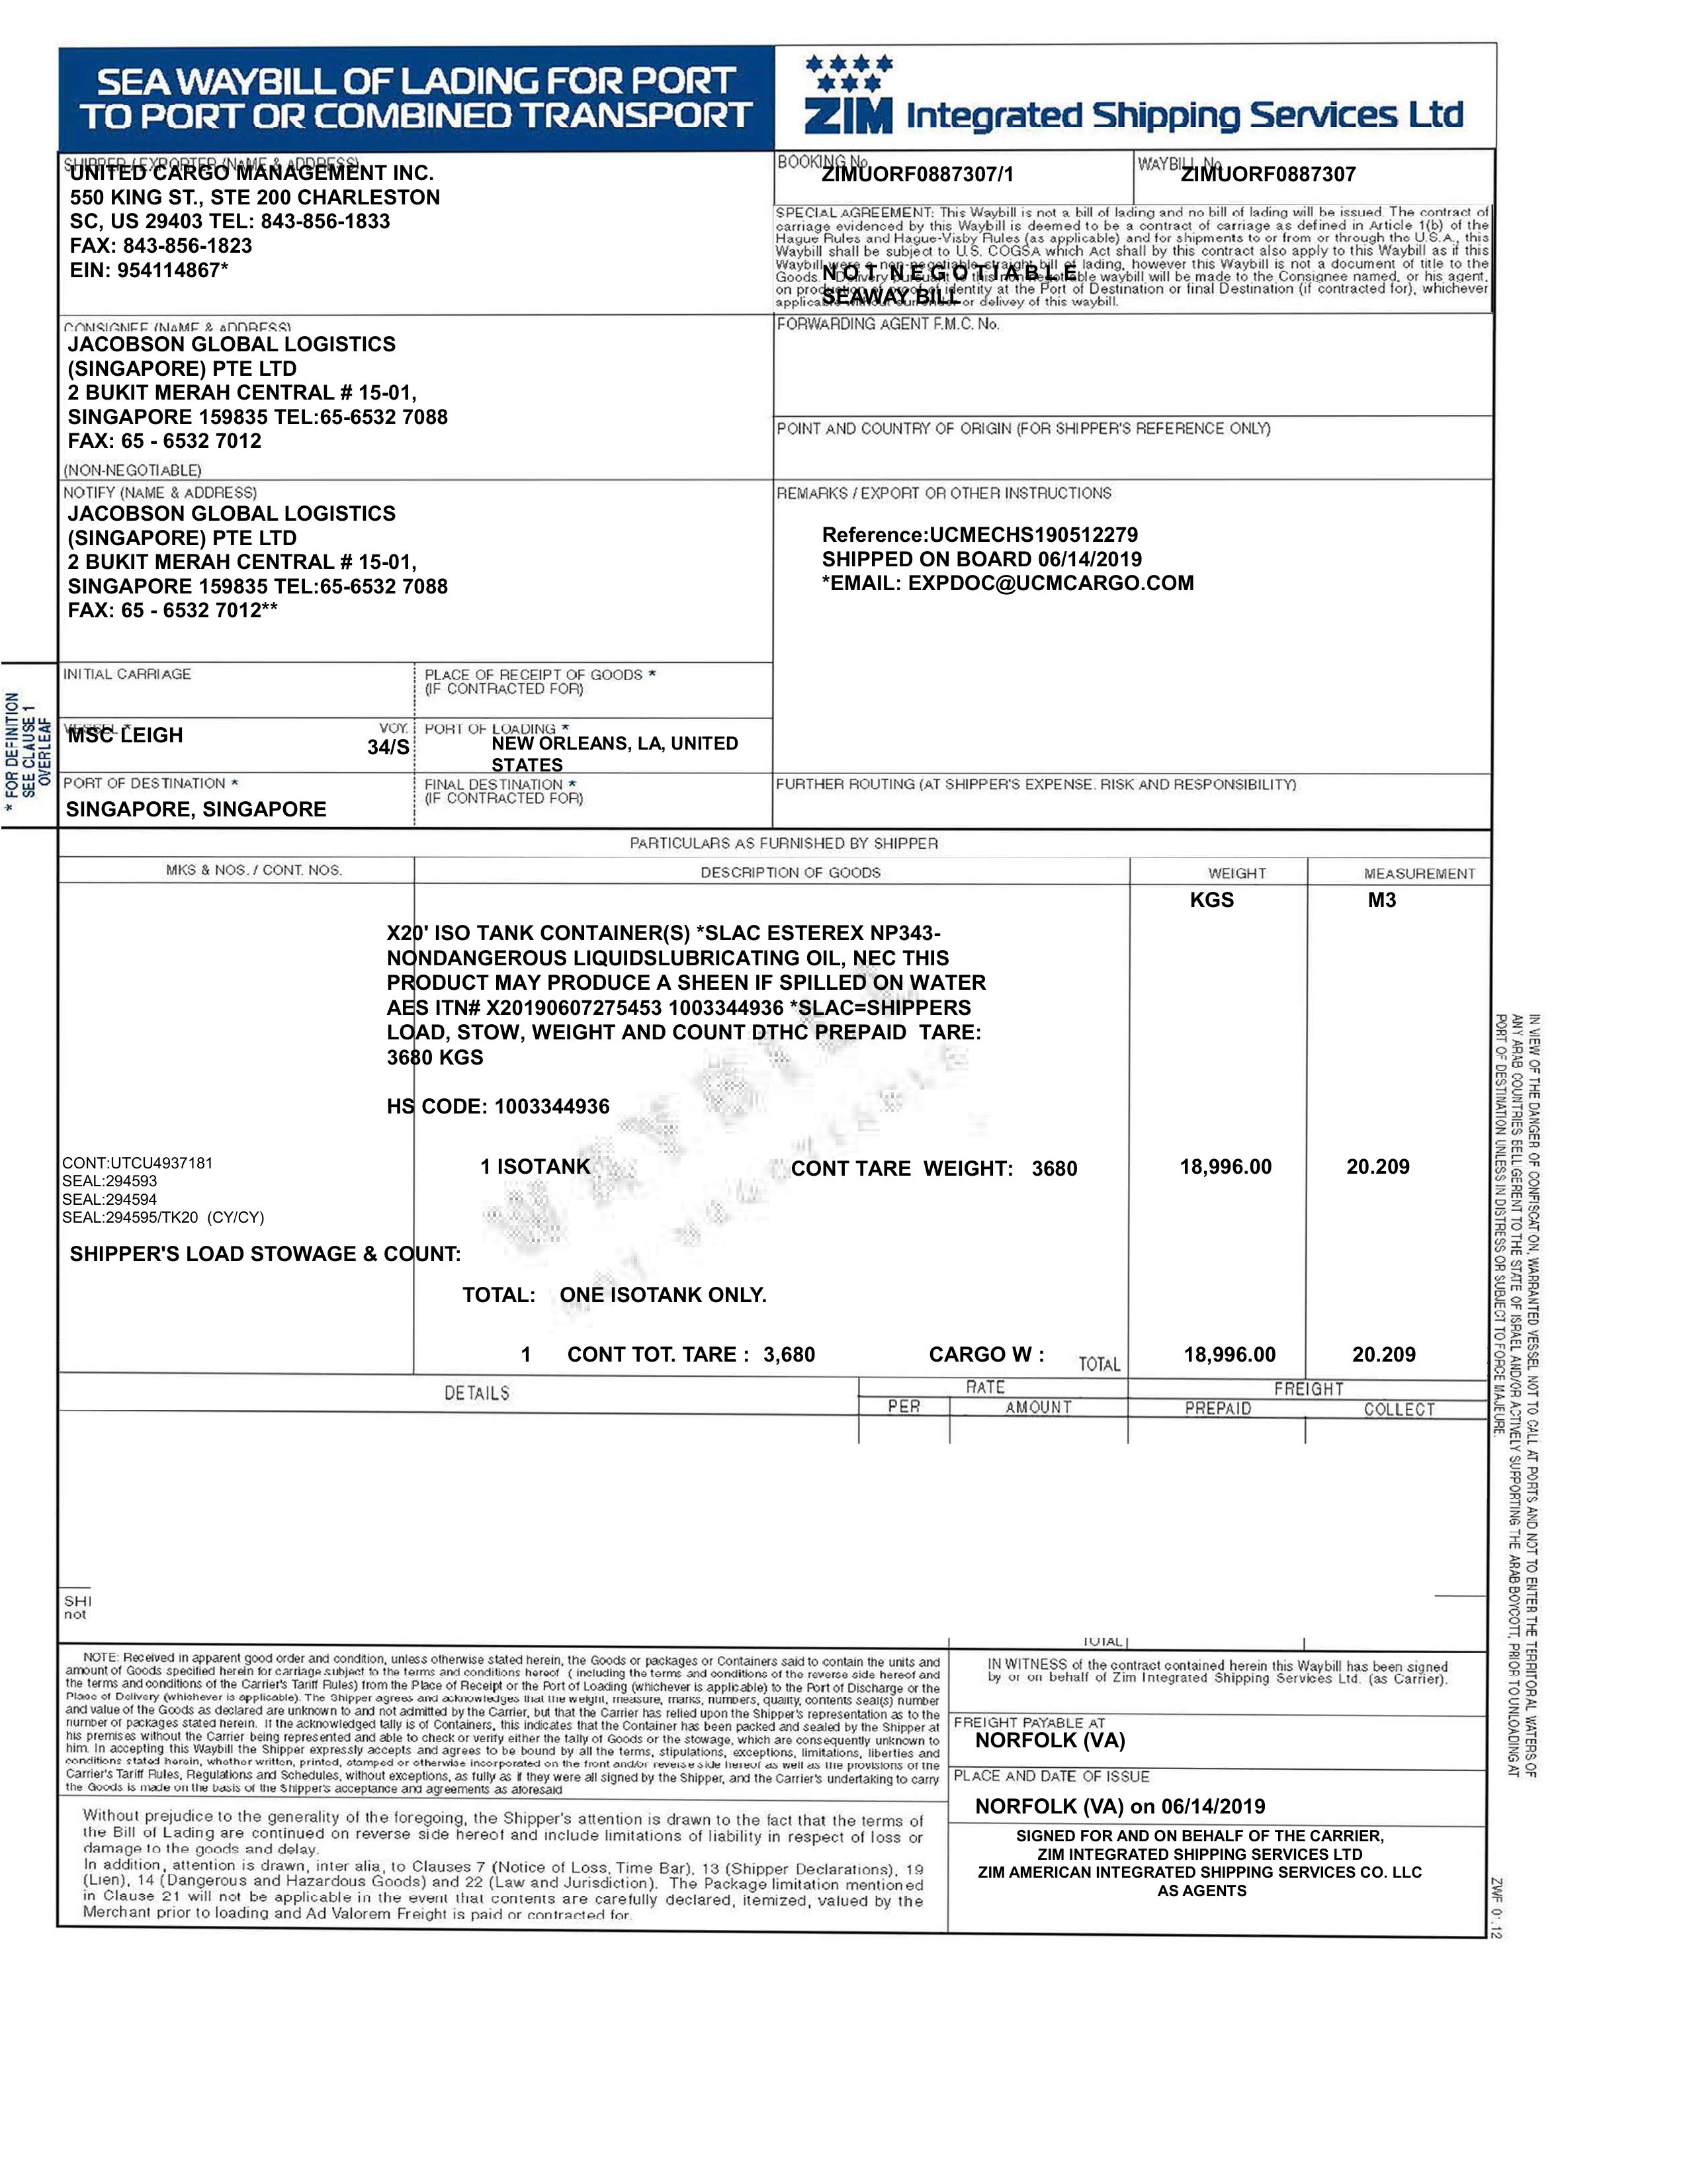 SEA WAYBILL OF LADING FOR PORT
TO PORT OR COMBINED TRANSPORT
ZIM Integrated Shipping Services Ltd
SHIPPER / EXPORTER (NAME & ADDRESS)
UNITED CARGO MANAGEMENT INC.
550 KING ST., STE 200 CHARLESTON
SC, US 29403 TEL: 843-856-1833
FAX: 843-856-1823
EIN: 954114867*
BOOKING No.
ZIMUORF0887307/1
WAYBILL No.
ZIMUORF0887307
SPECIAL AGREEMENT: This Waybill is not a bill of lading and no bill of lading will be issued. The contract of
carriage evidenced by this Waybill is deemed to be a contract of carriage as defined in Article 1(b) of the
Hague Rules and Hague-Visby Rules (as applicable) and for shipments to or from or through the U.S.A., this
Waybill shall be subject to U.S. COGSA which Act shall by this contract also apply to this Waybill as if this
Waybill were a non-negotiable straight bill of lading, however this Waybill is not a document of title to the
Goods. Delivery pursuant to this non-negotiable waybill will be made to the Consignee named, or his agent,
on production of proof of identity at the Port of Destination or final Destination (if contracted for), whichever
applicable without surrender or delivey of this waybill.
NOT NEGOTIABLE
SEAWAY BILL
CONSIGNEE (NAME & ADDRESS)
JACOBSON GLOBAL LOGISTICS
(SINGAPORE) PTE LTD
2 BUKIT MERAH CENTRAL # 15-01,
SINGAPORE 159835 TEL:65-6532 7088
FAX: 65 - 6532 7012
(NON-NEGOTIABLE)
FORWARDING AGENT F.M.C. No.
POINT AND COUNTRY OF ORIGIN (FOR SHIPPER'S REFERENCE ONLY)
NOTIFY (NAME & ADDRESS)
JACOBSON GLOBAL LOGISTICS
(SINGAPORE) PTE LTD
2 BUKIT MERAH CENTRAL # 15-01,
SINGAPORE 159835 TEL:65-6532 7088
FAX: 65 - 6532 7012**
REMARKS / EXPORT OR OTHER INSTRUCTIONS
Reference:UCMECHS190512279
SHIPPED ON BOARD 06/14/2019
*EMAIL: EXPDOC@UCMCARGO.COM
* FOR DEFINITION
SEE CLAUSE 1
OVERLEAF
INITIAL CARRIAGE
PLACE OF RECEIPT OF GOODS *
(IF CONTRACTED FOR)
VESSEL *
MSC LEIGH
VOY.
34/S
PORT OF LOADING *
NEW ORLEANS, LA, UNITED
STATES
PORT OF DESTINATION *
SINGAPORE, SINGAPORE
FINAL DESTINATION *
(IF CONTRACTED FOR)
FURTHER ROUTING (AT SHIPPER'S EXPENSE. RISK AND RESPONSIBILITY)
PARTICULARS AS FURNISHED BY SHIPPER
MKS & NOS. / CONT. NOS. DESCRIPTION OF GOODS WEIGHT MEASUREMENT
KGS M3
X20' ISO TANK CONTAINER(S) *SLAC ESTEREX NP343-
NONDANGEROUS LIQUIDSLUBRICATING OIL, NEC THIS
PRODUCT MAY PRODUCE A SHEEN IF SPILLED ON WATER
AES ITN# X20190607275453 1003344936 *SLAC=SHIPPERS
LOAD, STOW, WEIGHT AND COUNT DTHC PREPAID TARE:
3680 KGS
HS CODE: 1003344936
CONT:UTCU4937181
SEAL:294593
SEAL:294594
SEAL:294595/TK20 (CY/CY)
1 ISOTANK CONT TARE WEIGHT: 3680 18,996.00 20.209
SHIPPER'S LOAD STOWAGE & COUNT:
TOTAL: ONE ISOTANK ONLY.
1 CONT TOT. TARE : 3,680 CARGO W : TOTAL 18,996.00 20.209
DETAILS RATE FREIGHT
PER AMOUNT PREPAID COLLECT
SHI
not
TOTAL
NOTE: Received in apparent good order and condition, unless otherwise stated herein, the Goods or packages or Containers said to contain the units and
amount of Goods specified herein for carriage subject to the terms and conditions hereof ( including the terms and conditions of the reverse side hereof and
the terms and conditions of the Carrier's Tariff Rules) from the Place of Receipt or the Port of Loading (whichever is applicable) to the Port of Discharge or the
Place of Delivery (whichever is applicable). The Shipper agrees and acknowledges that the weight, measure, marks, numbers, quality, contents seal(s) number
and value of the Goods as declared are unknown to and not admitted by the Carrier, but that the Carrier has relied upon the Shipper's representation as to the
number of packages stated herein. If the acknowledged tally is of Containers, this indicates that the Container has been packed and sealed by the Shipper at
his premises without the Carrier being represented and able to check or verify either the tally of Goods or the stowage, which are consequently unknown to
him. In accepting this Waybill the Shipper expressly accepts and agrees to be bound by all the terms, stipulations, exceptions, limitations, liberties and
conditions stated herein, whether written, printed, stamped or otherwise incorporated on the front and/or reverse side hereof as well as the provisions of the
Carrier's Tariff Rules, Regulations and Schedules, without exceptions, as fully as if they were all signed by the Shipper, and the Carrier's undertaking to carry
the Goods is made on the basis of the Shipper's acceptance and agreements as aforesaid
Without prejudice to the generality of the foregoing, the Shipper's attention is drawn to the fact that the terms of
the Bill of Lading are continued on reverse side hereof and include limitations of liability in respect of loss or
damage to the goods and delay.
In addition, attention is drawn, inter alia, to Clauses 7 (Notice of Loss, Time Bar), 13 (Shipper Declarations), 19
(Lien), 14 (Dangerous and Hazardous Goods) and 22 (Law and Jurisdiction). The Package limitation mentioned
in Clause 21 will not be applicable in the event that contents are carefully declared, itemized, valued by the
Merchant prior to loading and Ad Valorem Freight is paid or contracted for.
IN WITNESS of the contract contained herein this Waybill has been signed
by or on behalf of Zim Integrated Shipping Services Ltd. (as Carrier).
FREIGHT PAYABLE AT
NORFOLK (VA)
PLACE AND DATE OF ISSUE
NORFOLK (VA) on 06/14/2019
SIGNED FOR AND ON BEHALF OF THE CARRIER,
ZIM INTEGRATED SHIPPING SERVICES LTD
ZIM AMERICAN INTEGRATED SHIPPING SERVICES CO. LLC
AS AGENTS
IN VIEW OF THE DANGER OF CONFISCATION, WARRANTED VESSEL NOT TO CALL AT PORTS AND NOT TO ENTER THE TERRITORIAL WATERS OF
ANY ARAB COUNTRIES BELLIGERENT TO THE STATE OF ISRAEL AND/OR ACTIVELY SUPPORTING THE ARAB BOYCOTT, PRIOR TO UNLOADING AT
PORT OF DESTINATION UNLESS IN DISTRESS OR SUBJECT TO FORCE MAJEURE.
ZWF 01.12